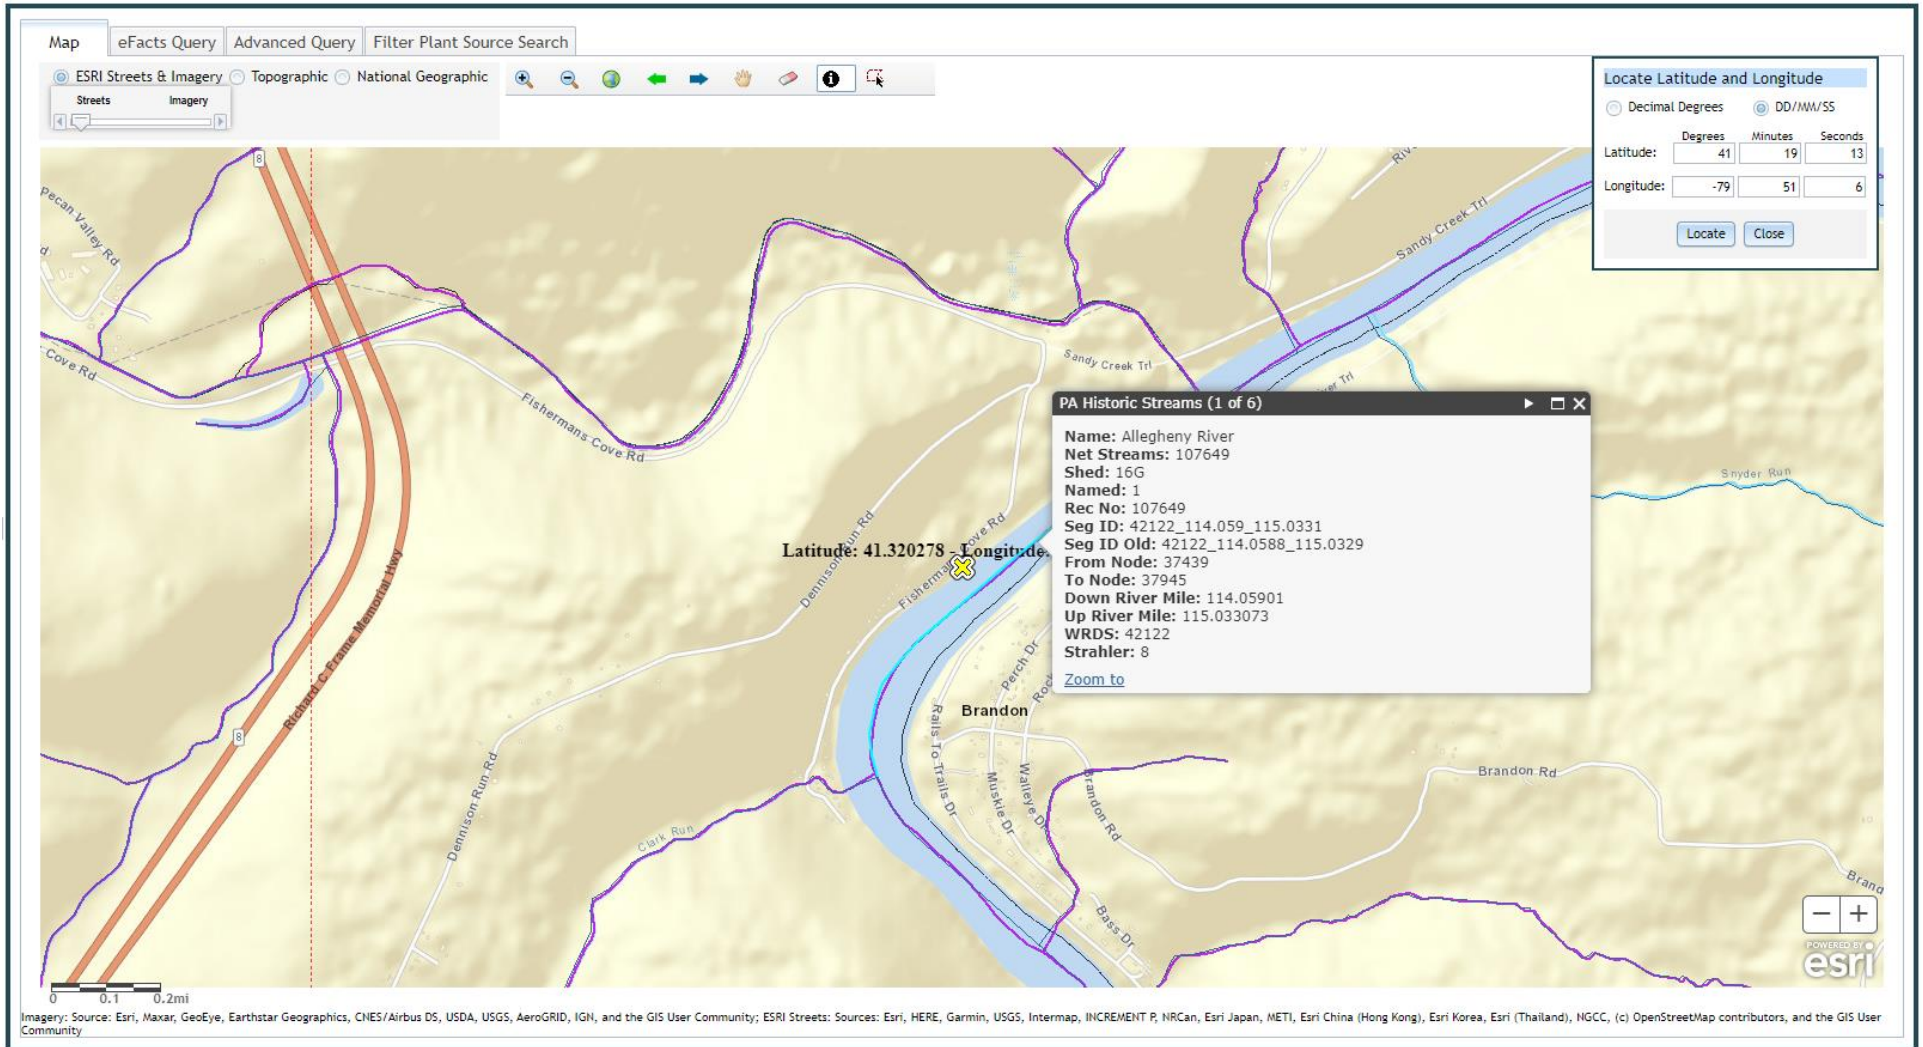 Map eFacts Query Advanced Query Filter Plant Source Search
ESRI Streets & Imagery Topographic National Geographic
Streets Imagery
Locate Latitude and Longitude
Decimal Degrees DD/MM/SS
Degrees Minutes Seconds
Latitude: 41 19 13
Longitude: -79 51 6
Locate Close
8
Pecan Valley Rd
Cove Rd
Fishermans Cove Rd
Sandy Creek Trl
Sandy Creek Trl
Richard C Frame Memorial Hwy
8
Dennison Run Rd
Fishermans Cove Rd
Latitude: 41.320278 - Longitude:
PA Historic Streams (1 of 6)
Name: Allegheny River
Net Streams: 107649
Shed: 16G
Named: 1
Rec No: 107649
Seg ID: 42122_114.059_115.0331
Seg ID Old: 42122_114.0588_115.0329
From Node: 37439
To Node: 37945
Down River Mile: 114.05901
Up River Mile: 115.033073
WRDS: 42122
Strahler: 8
Zoom to
Snyder Run
Perch Dr
Brandon
Rails To Trails Dr
Muskie Dr
Walleye Dr
Brandon Rd
Brandon Rd
Dennison Run Rd
Clark Run
Bass Dr
POWERED BY
esri
0 0.1 0.2mi
Imagery: Source: Esri, Maxar, GeoEye, Earthstar Geographics, CNES/Airbus DS, USDA, USGS, AeroGRID, IGN, and the GIS User Community; ESRI Streets: Sources: Esri, HERE, Garmin, USGS, Intermap, INCREMENT P, NRCan, Esri Japan, METI, Esri China (Hong Kong), Esri Korea, Esri (Thailand), NGCC, (c) OpenStreetMap contributors, and the GIS User
Community